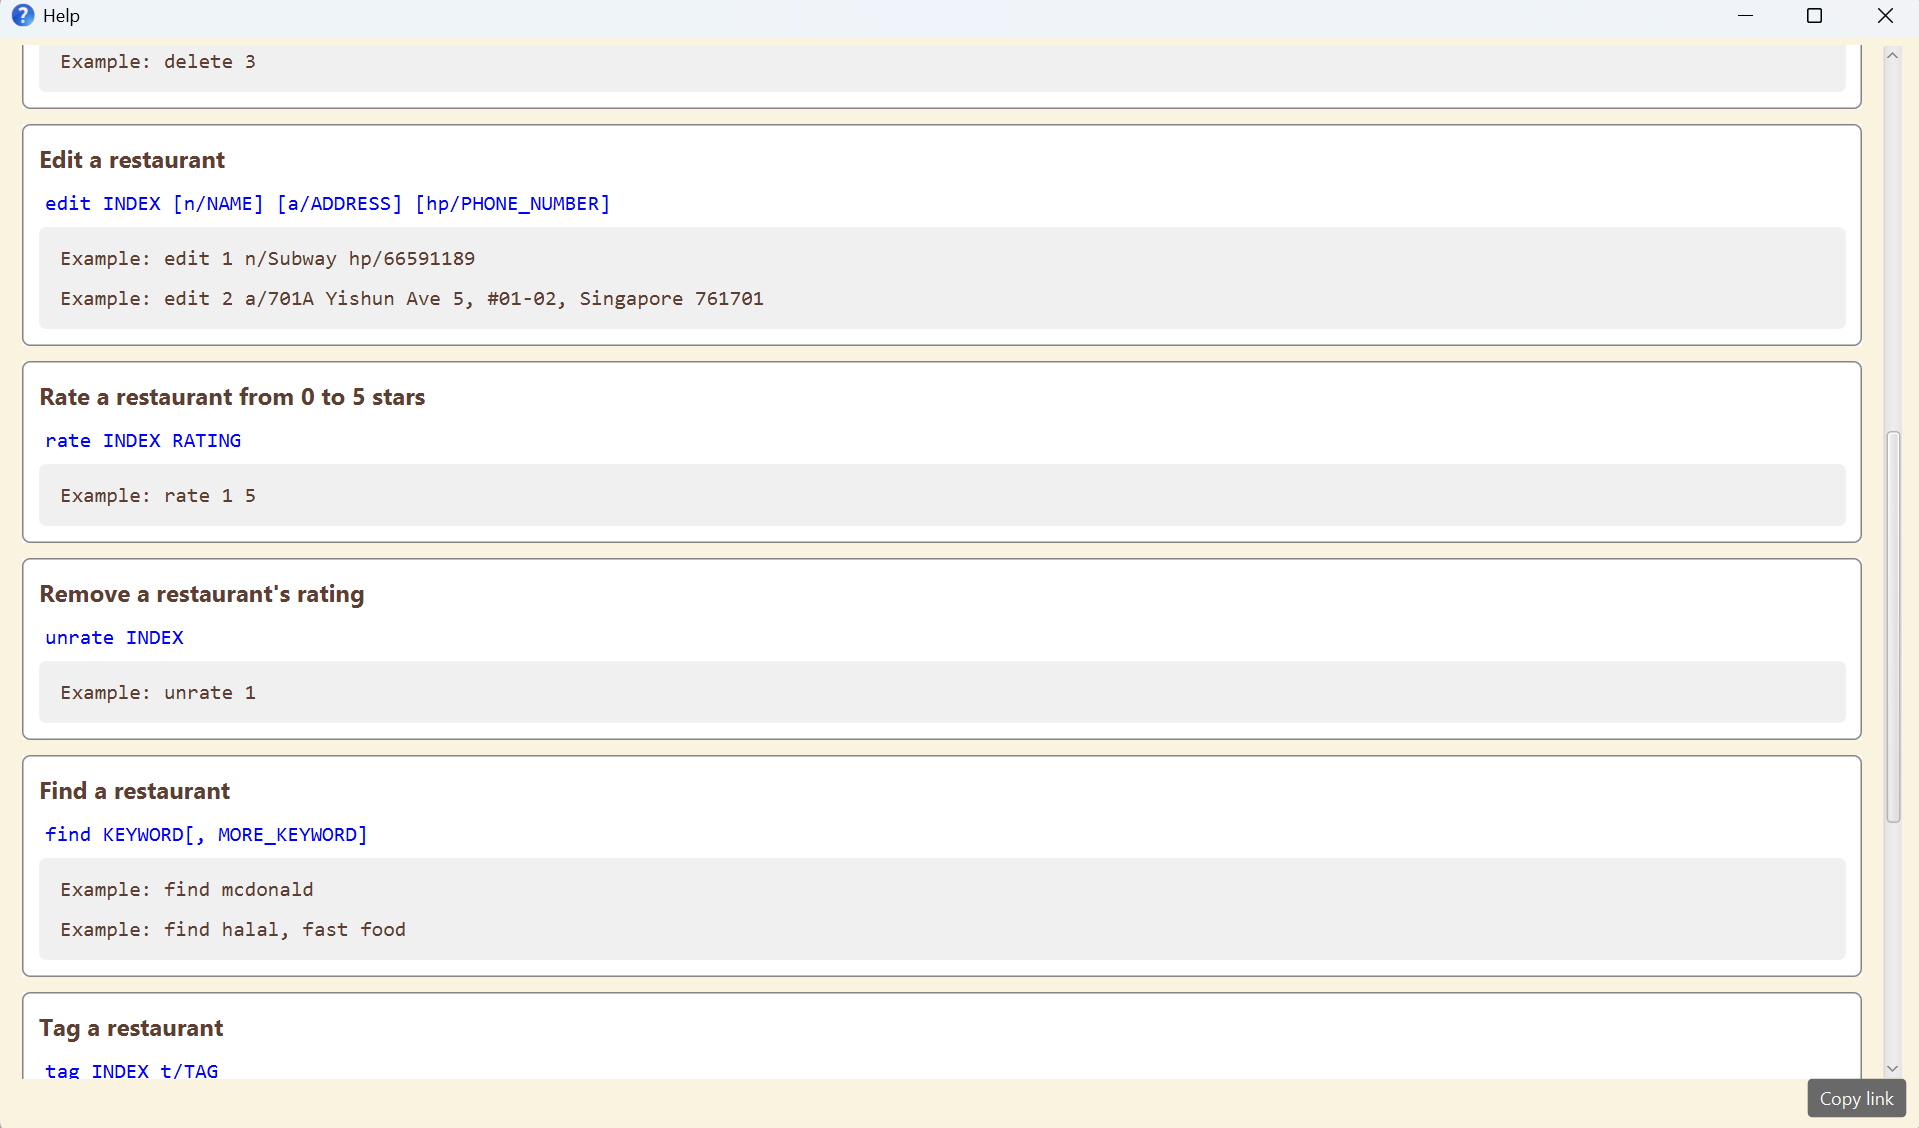 Help
Example: delete 3
Edit a restaurant
edit INDEX [n/NAME] [a/ADDRESS] [hp/PHONE_NUMBER]
Example: edit 1 n/Subway hp/66591189
Example: edit 2 a/701A Yishun Ave 5, #01-02, Singapore 761701
Rate a restaurant from 0 to 5 stars
rate INDEX RATING
Example: rate 1 5
Remove a restaurant's rating
unrate INDEX
Example: unrate 1
Find a restaurant
find KEYWORD[, MORE_KEYWORD]
Example: find mcdonald
Example: find halal, fast food
Tag a restaurant
tag INDEX t/TAG
Copy link